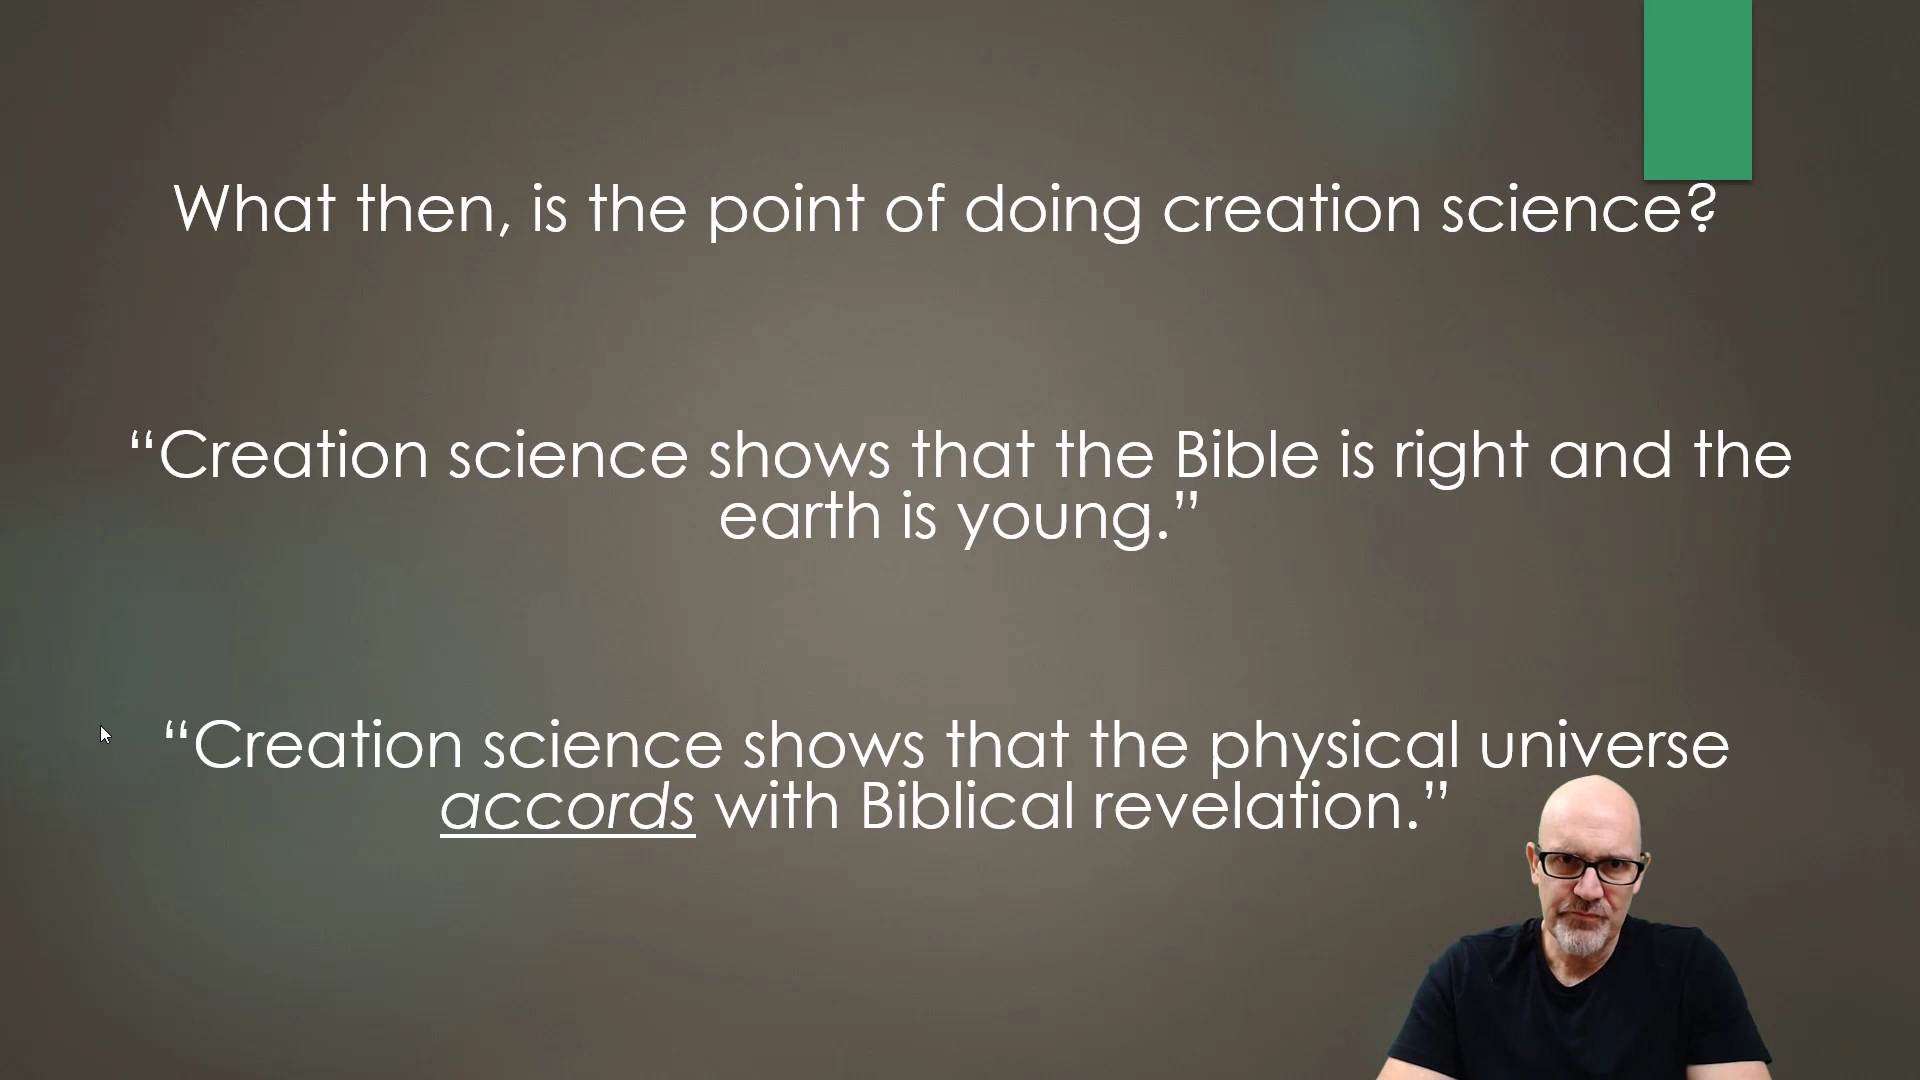 What then, is the point of doing creation science?
“Creation science shows that the Bible is right and the
earth is young.”
“Creation science shows that the physical universe
accords with Biblical revelation.”